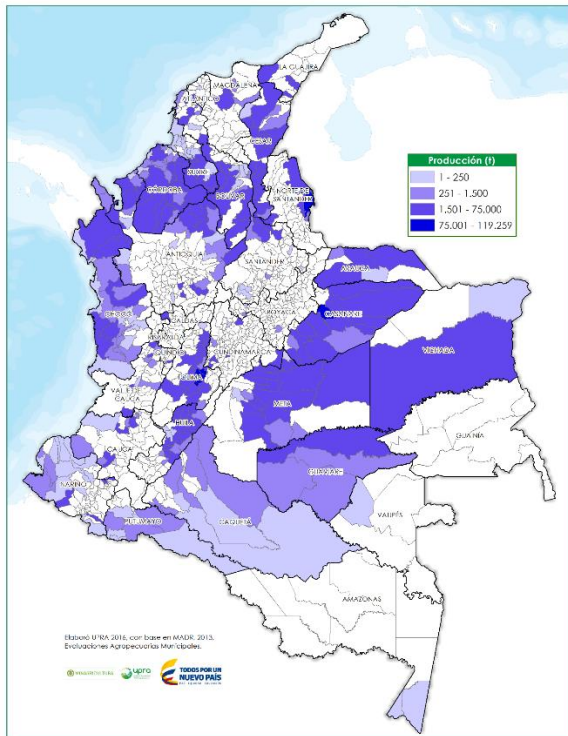 LA GUAJIRA
MAGDALENA
ATLÁNTICO
CESAR
Producción (t)
1 - 250
251 - 1.500
1,501 - 75.000
75.001 - 119.259
SUCRE
CÓRDOBA
BOLÍVAR
NORTE DE
SANTANDER
ANTIOQUIA
SANTANDER
ARAUCA
CHOCÓ
BOYACÁ
CASANARE
CALDAS
RISARALDA
QUINDÍO
CUNDINAMARCA
VICHADA
TOLIMA
VALLE DEL
CAUCA
META
HUILA
GUAINÍA
CAUCA
GUAVIARE
NARIÑO
VAUPÉS
PUTUMAYO
CAQUETÁ
AMAZONAS
Elaboró UPRA 2016, con base en MADR, 2015.
Evaluaciones Agropecuarias Municipales.
upra
TODOS POR UN
NUEVO PAÍS